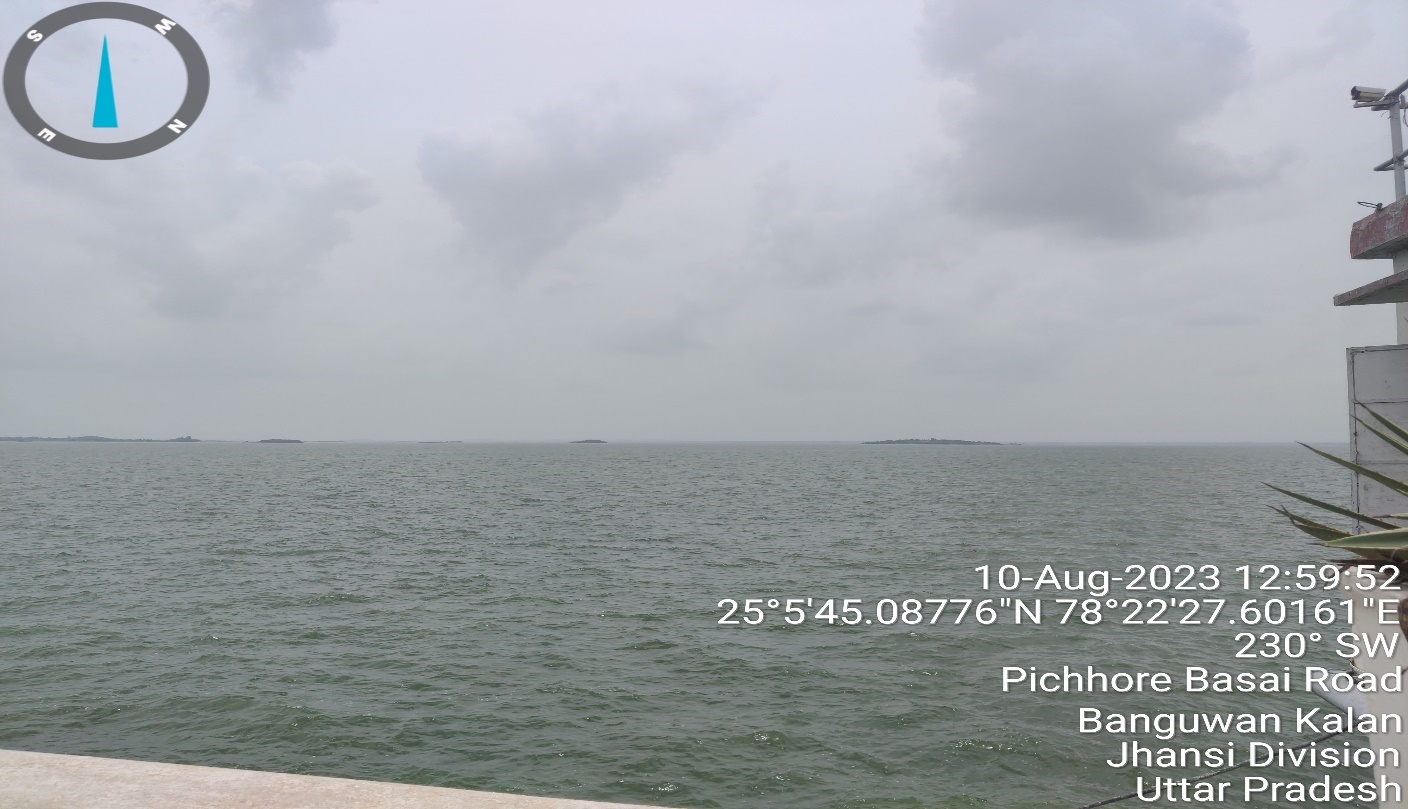 S W
E N
10-Aug-2023 12:59:52
25°5'45.08776"N 78°22'27.60161"E
230° SW
Pichhore Basai Road
Banguwan Kalan
Jhansi Division
Uttar Pradesh